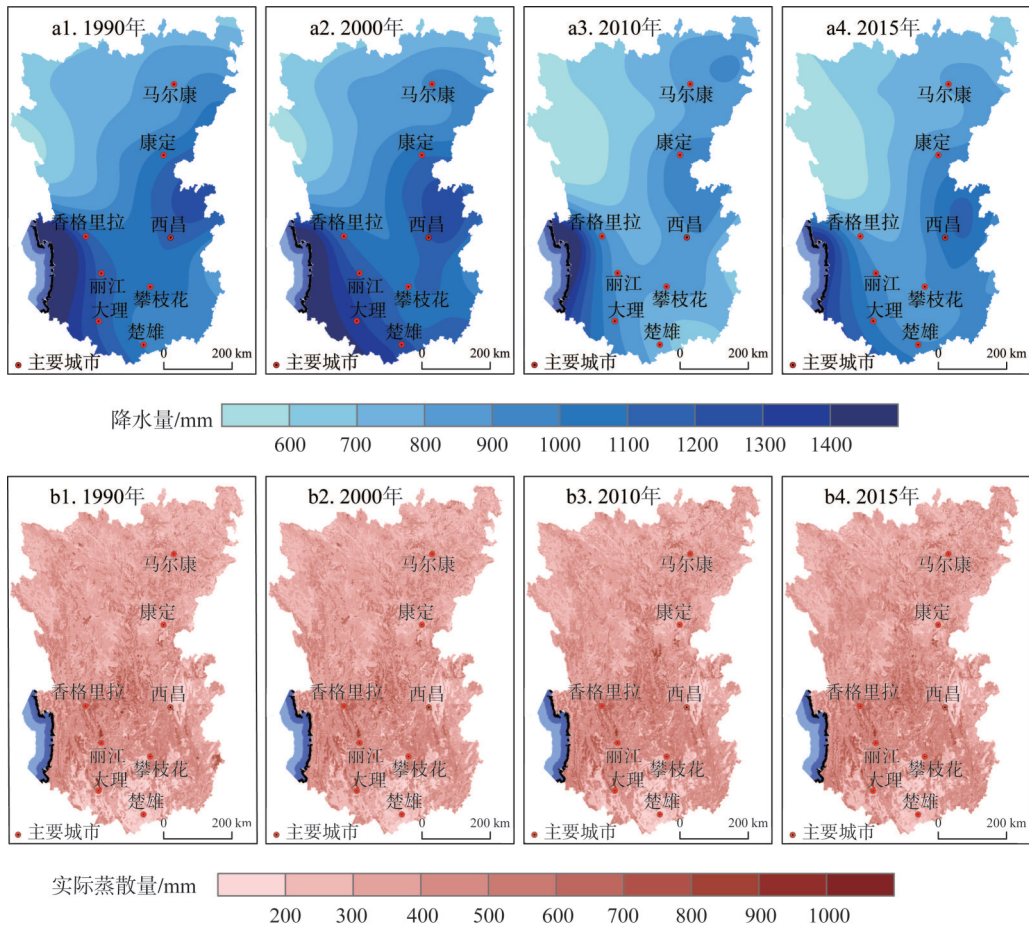 a1. 1990年
马尔康
康定
香格里拉
西昌
丽江
攀枝花
大理
楚雄
主要城市
0
200 km
a2. 2000年
马尔康
康定
香格里拉
西昌
丽江
攀枝花
大理
楚雄
主要城市
0
200 km
a3. 2010年
马尔康
康定
香格里拉
西昌
丽江
攀枝花
大理
楚雄
主要城市
0
200 km
a4. 2015年
马尔康
康定
香格里拉
西昌
丽江
攀枝花
大理
楚雄
主要城市
0
200 km
降水量/mm
600 700 800 900 1000 1100 1200 1300 1400
b1. 1990年
马尔康
康定
香格里拉
西昌
丽江
攀枝花
大理
楚雄
主要城市
0
200 km
b2. 2000年
马尔康
康定
香格里拉
西昌
丽江
攀枝花
大理
楚雄
主要城市
0
200 km
b3. 2010年
马尔康
康定
香格里拉
西昌
丽江
攀枝花
大理
楚雄
主要城市
0
200 km
b4. 2015年
马尔康
康定
香格里拉
西昌
丽江
攀枝花
大理
楚雄
主要城市
0
200 km
实际蒸散量/mm
200 300 400 500 600 700 800 900 1000